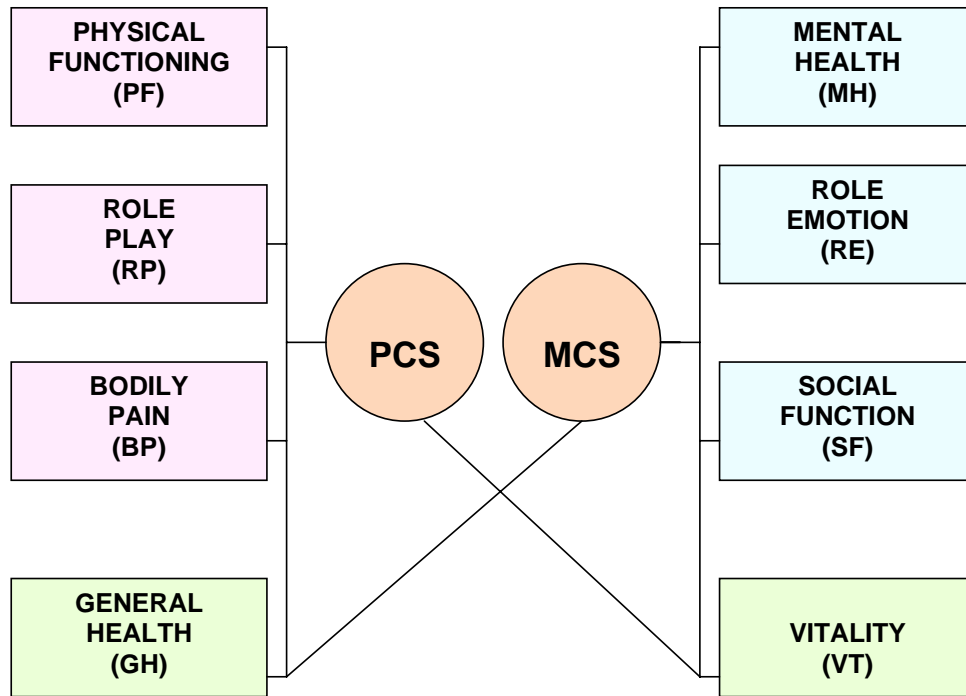 PHYSICAL
FUNCTIONING
(PF)
ROLE
PLAY
(RP)
BODILY
PAIN
(BP)
GENERAL
HEALTH
(GH)
PCS
MCS
MENTAL
HEALTH
(MH)
ROLE
EMOTION
(RE)
SOCIAL
FUNCTION
(SF)
VITALITY
(VT)